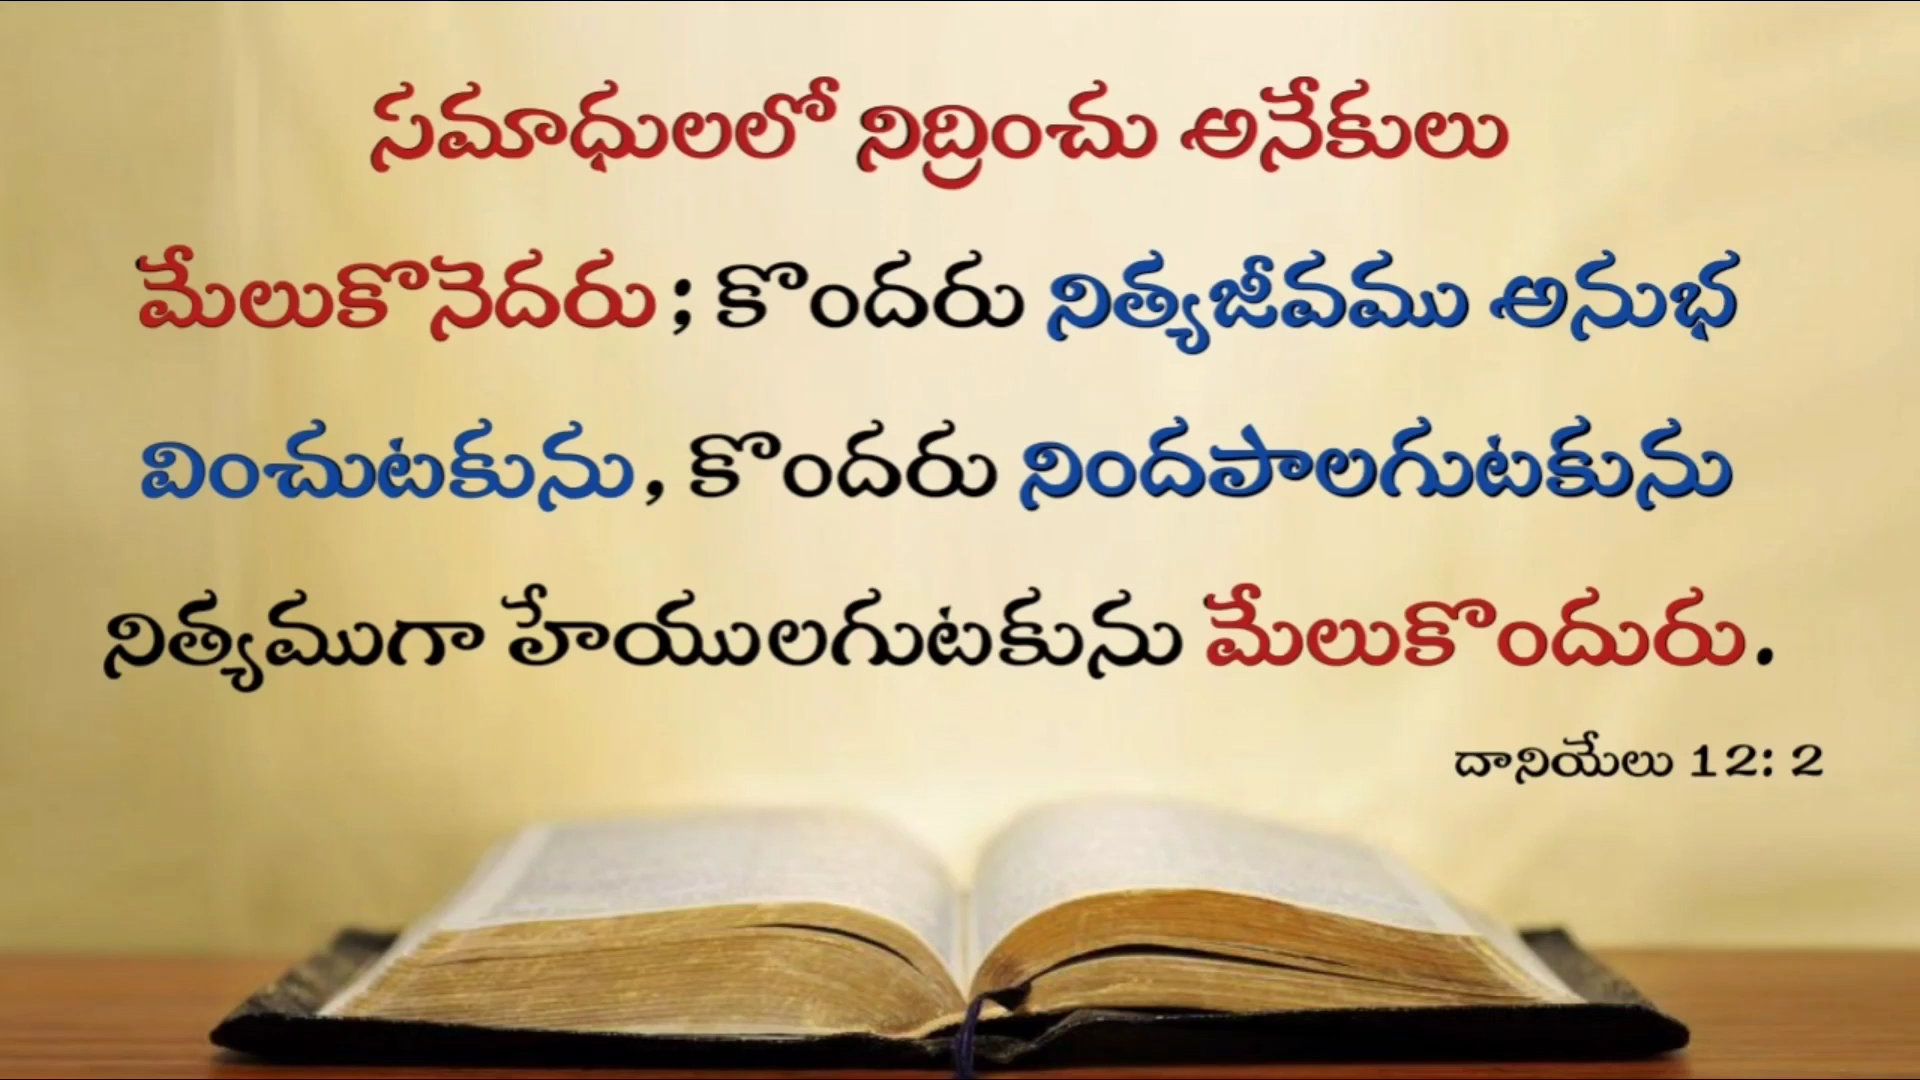 సమాధులలో నిద్రించు అనేకులు
మేలుకొనెదరు; కొందరు నిత్యజీవము అనుభ
వించుటకును, కొందరు నిందపాలగుటకును
నిత్యముగా హేయులగుటకును మేలుకొందురు.
దానియేలు 12: 2